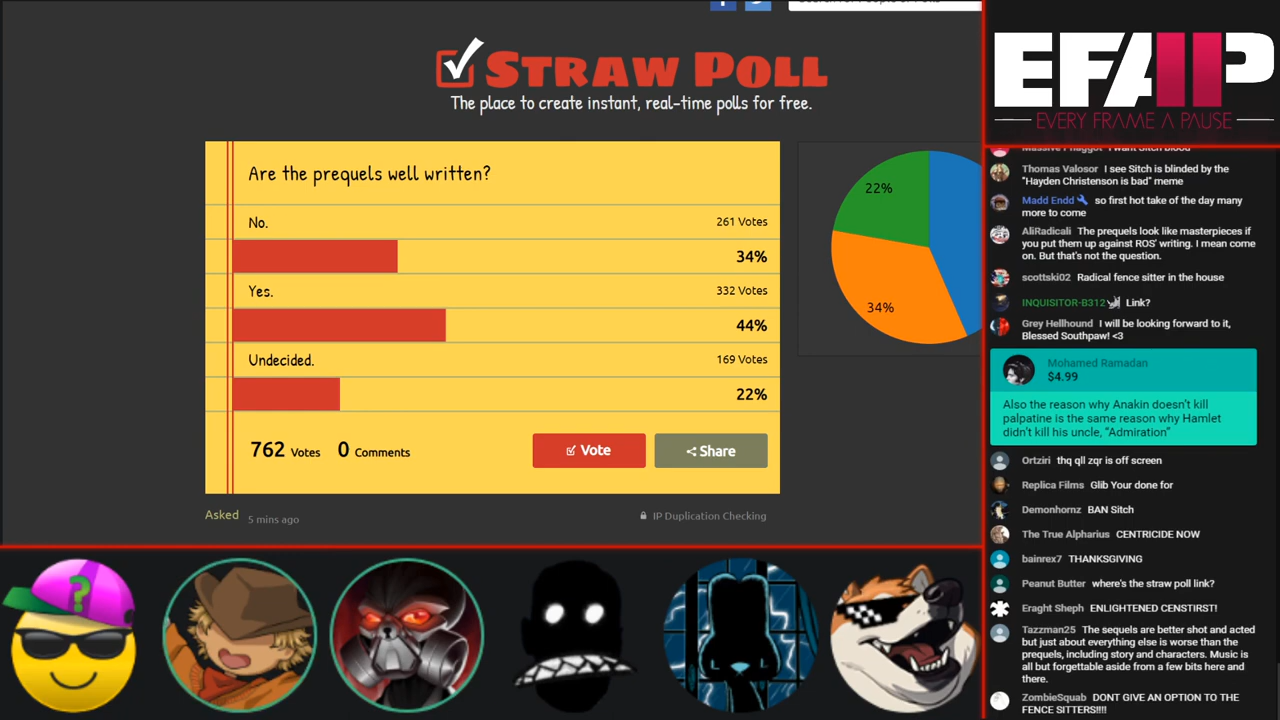 STRAW POLL
The place to create instant, real-time polls for free.
Are the prequels well written?
No.
261 Votes
34%
Yes.
332 Votes
44%
Undecided.
169 Votes
22%
762 Votes 0 Comments
Vote
Share
Asked 5 mins ago
IP Duplication Checking
22%
34%
EFAP
EVERY FRAME A PAUSE
Thomas Valosor I see Sitch is blinded by the
"Hayden Christenson is bad" meme
Madd Endd so first hot take of the day many
more to come
AliRadicali The prequels look like masterpieces if
you put them up against ROS' writing. I mean come
on. But that's not the question.
scottski02 Radical fence sitter in the house
INQUISITOR-B312 Link?
Grey Hellhound I will be looking forward to it,
Blessed Southpaw! <3
Mohamed Ramadan
$4.99
Also the reason why Anakin doesn't kill
palpatine is the same reason why Hamlet
didn't kill his uncle, "Admiration"
Ortziri thq qll zqr is off screen
Replica Films Glib Your done for
Demonhornz BAN Sitch
The True Alpharius CENTRICIDE NOW
bainrex7 THANKSGIVING
Peanut Butter where's the straw poll link?
Eraght Sheph ENLIGHTENED CENSTIRST!
Tazzman25 The sequels are better shot and acted
but just about everything else is worse than the
prequels, including story and characters. Music is
all but forgettable aside from a few bits here and
there.
ZombieSquab DONT GIVE AN OPTION TO THE
FENCE SITTERS!!!!!
?